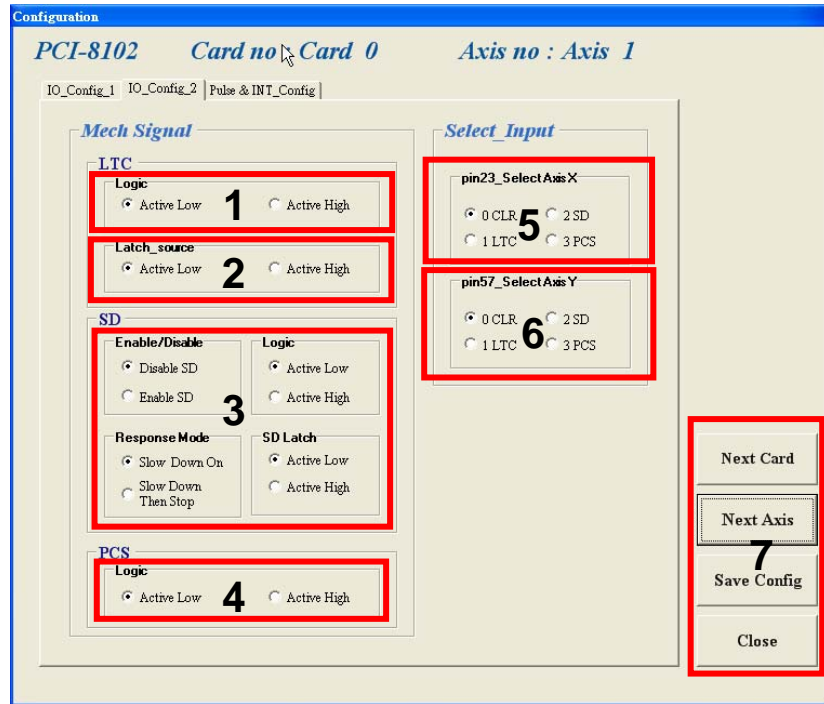 Configuration
PCI-8102 Card no : Card 0 Axis no : Axis 1
IO_Config_1 IO_Config_2 Pulse & INT_Config
Mech Signal
LTC
Logic
Active Low 1 Active High
Latch_source
Active Low 2 Active High
SD
Enable/Disable Logic
Disable SD Active Low
Enable SD Active High
3
Response Mode SD Latch
Slow Down On Active Low
Slow Down Active High
Then Stop
PCS
Logic
Active Low 4 Active High
Select_Input
pin23_SelectAxisX
0 CLR 2 SD
5
1 LTC 3 PCS
pin57_SelectAxisY
0 CLR 2 SD
6
1 LTC 3 PCS
Next Card
Next Axis
7
Save Config
Close